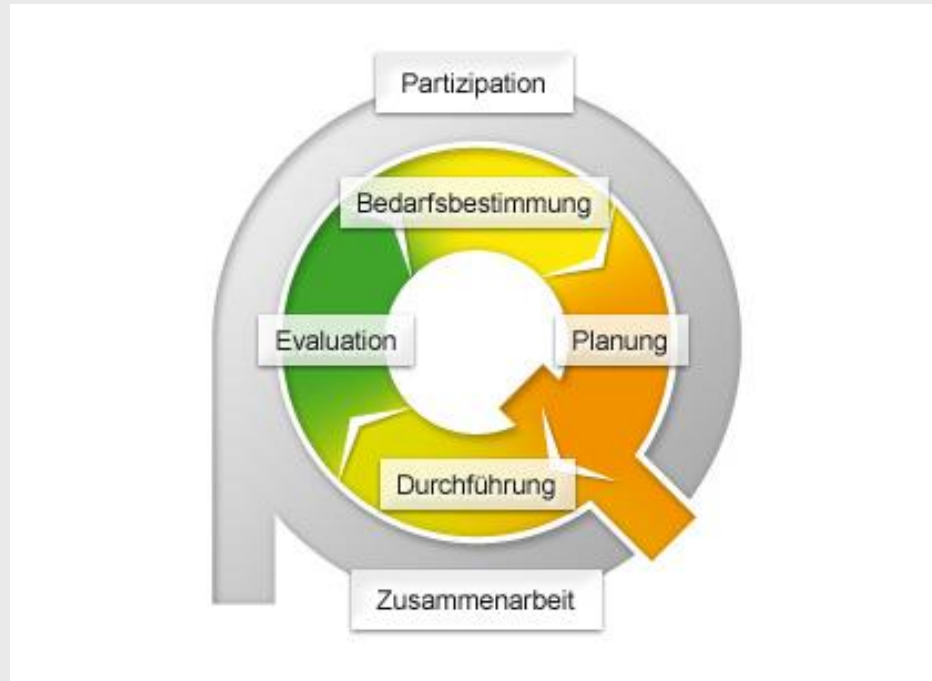 Partizipation
Bedarfsbestimmung
Evaluation
Planung
Durchführung
Zusammenarbeit